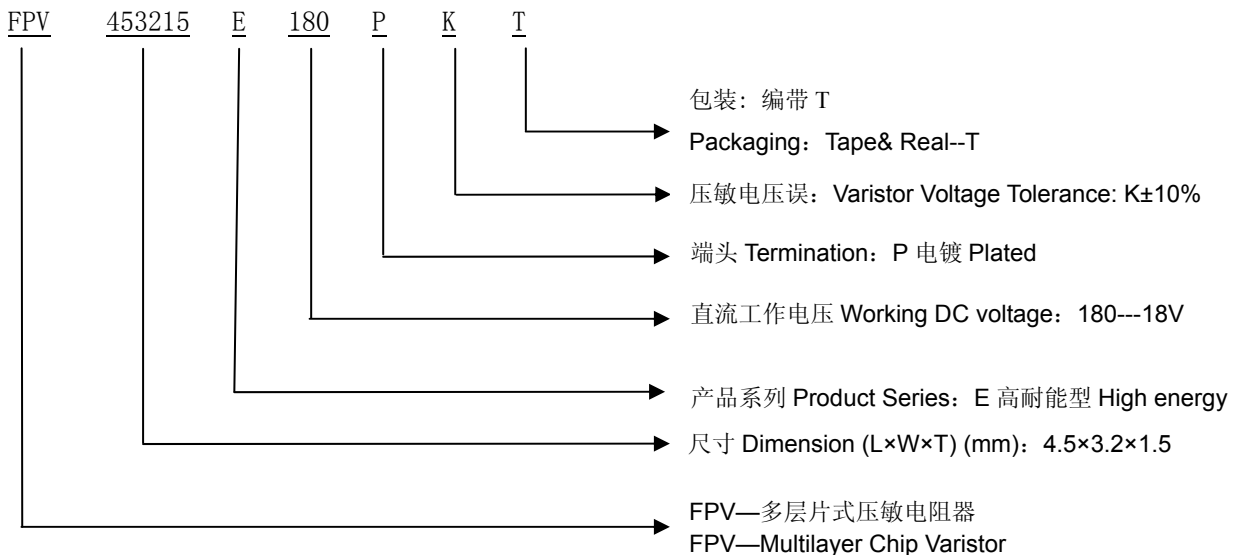 FPV 453215 E 180 P K T
包装: 编带 T
Packaging: Tape& Real--T
压敏电压误: Varistor Voltage Tolerance: K±10%
端头 Termination: P 电镀 Plated
直流工作电压 Working DC voltage: 180---18V
产品系列 Product Series: E 高耐能型 High energy
尺寸 Dimension (L×W×T) (mm): 4.5×3.2×1.5
FPV—多层片式压敏电阻器
FPV—Multilayer Chip Varistor